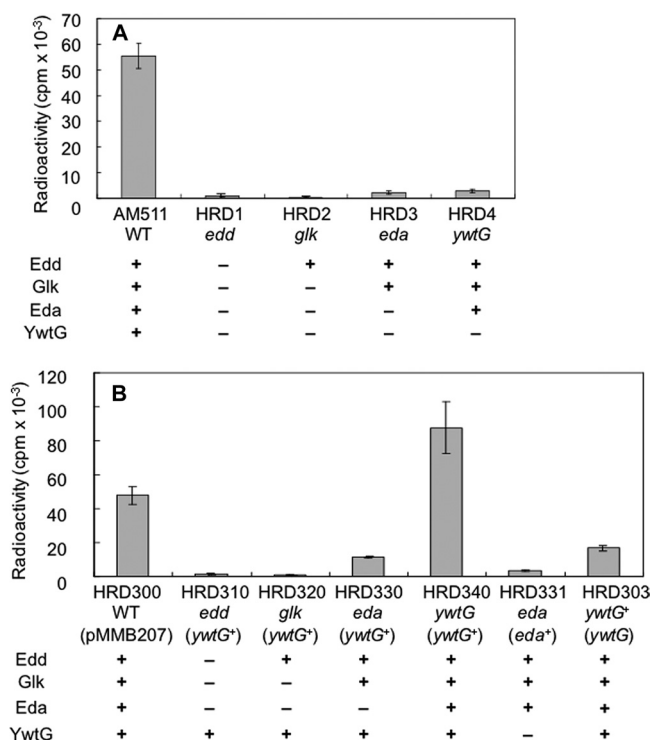 A
Radioactivity (cpm x 10-3)
70
60
50
40
30
20
10
0
AM511 HRD1 HRD2 HRD3 HRD4
WT edd glk eda ywtG
Edd + – + + +
Glk + – – + +
Eda + – – – +
YwtG + – – – –
B
Radioactivity (cpm x 10-3)
120
100
80
60
40
20
0
HRD300 HRD310 HRD320 HRD330 HRD340 HRD331 HRD303
WT edd glk eda ywtG eda ywtG+
(pMMB207) (ywtG+) (ywtG+) (ywtG+) (ywtG+) (eda+) (ywtG)
Edd + – + + + + +
Glk + – – + + + +
Eda + – – – + + +
YwtG + + + + + – +